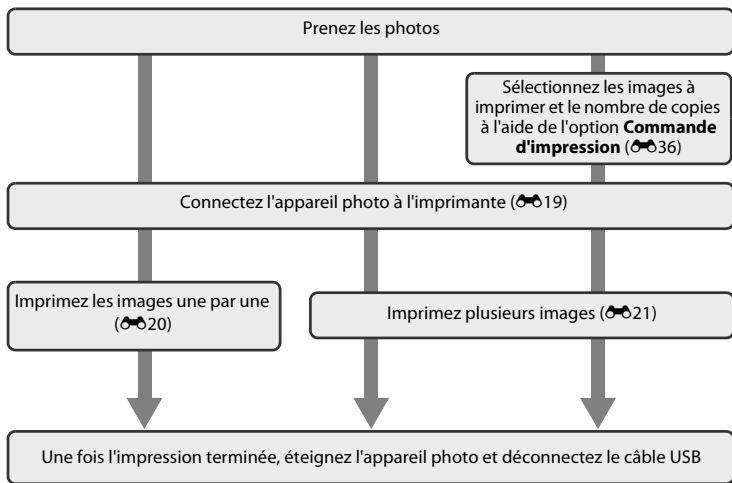 Prenez les photos
Sélectionnez les images à
imprimer et le nombre de copies
à l'aide de l'option Commande
d'impression (36)
Connectez l'appareil photo à l'imprimante (19)
Imprimez les images une par une
(20)
Imprimez plusieurs images (21)
Une fois l'impression terminée, éteignez l'appareil photo et déconnectez le câble USB